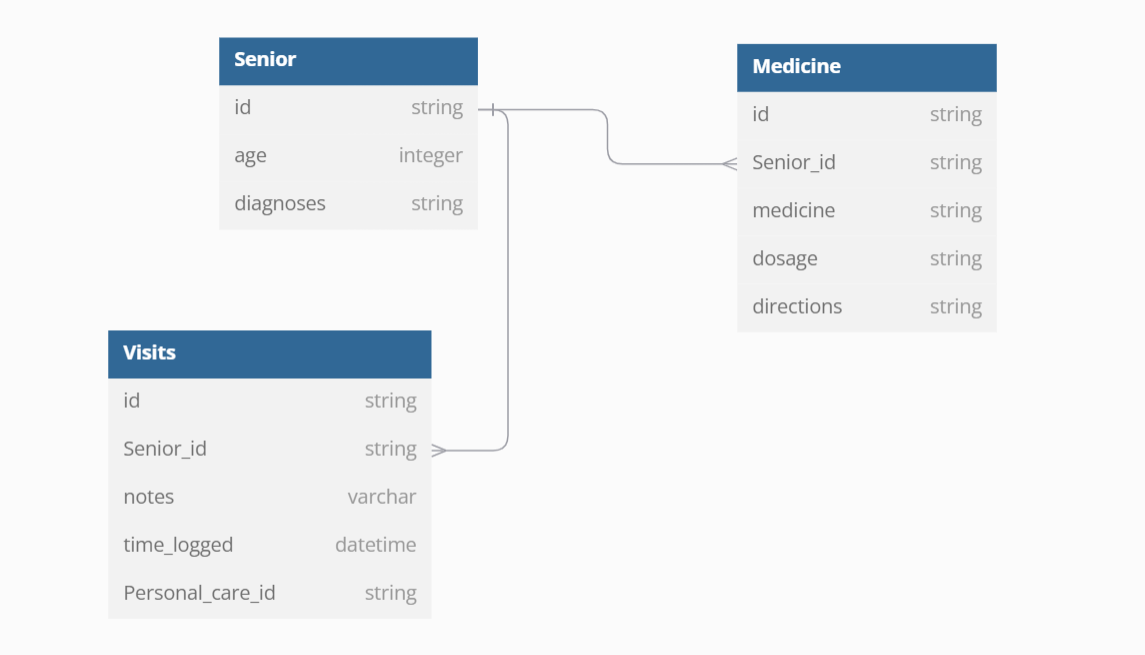 Senior
id string
age integer
diagnoses string
Medicine
id string
Senior_id string
medicine string
dosage string
directions string
Visits
id string
Senior_id string
notes varchar
time_logged datetime
Personal_care_id string